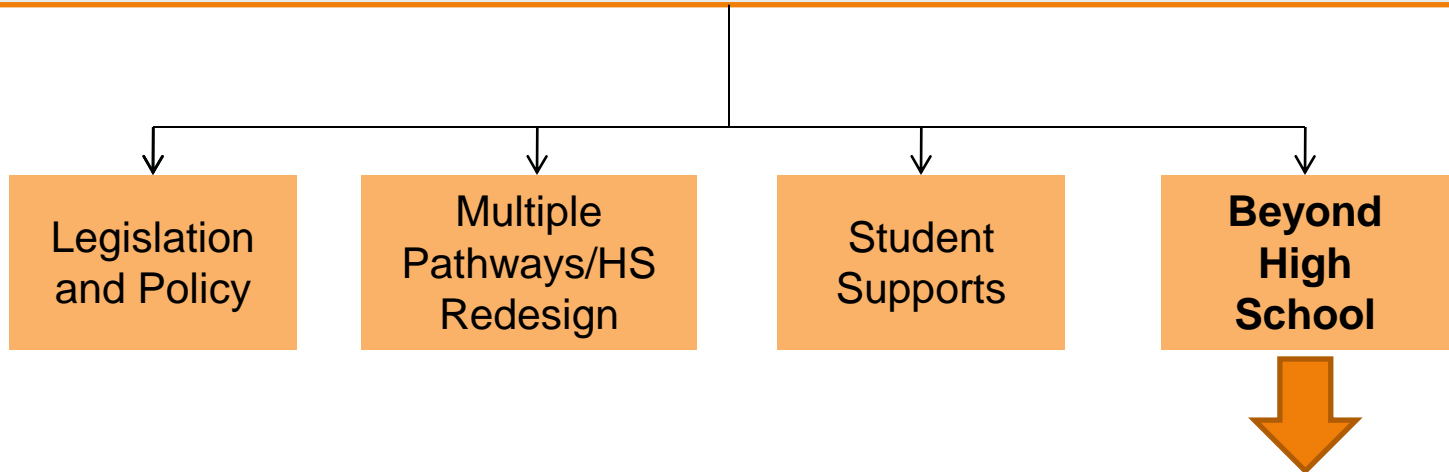 Legislation
and Policy
Multiple
Pathways/HS
Redesign
Student
Supports
Beyond
High
School